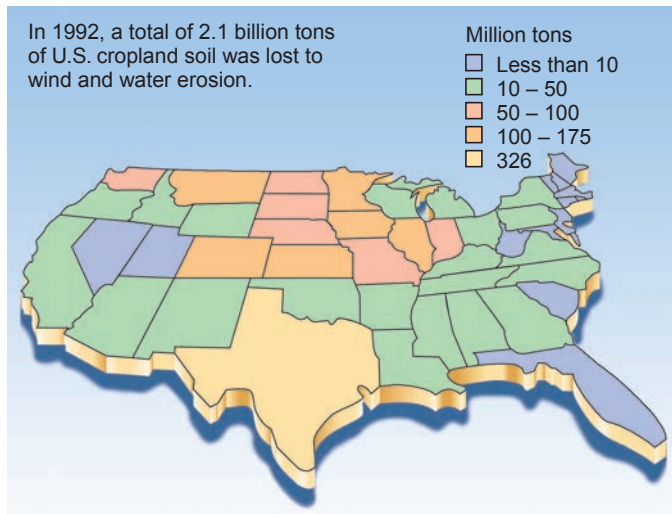 In 1992, a total of 2.1 billion tons
of U.S. cropland soil was lost to
wind and water erosion.
Million tons
Less than 10
10 – 50
50 – 100
100 – 175
326